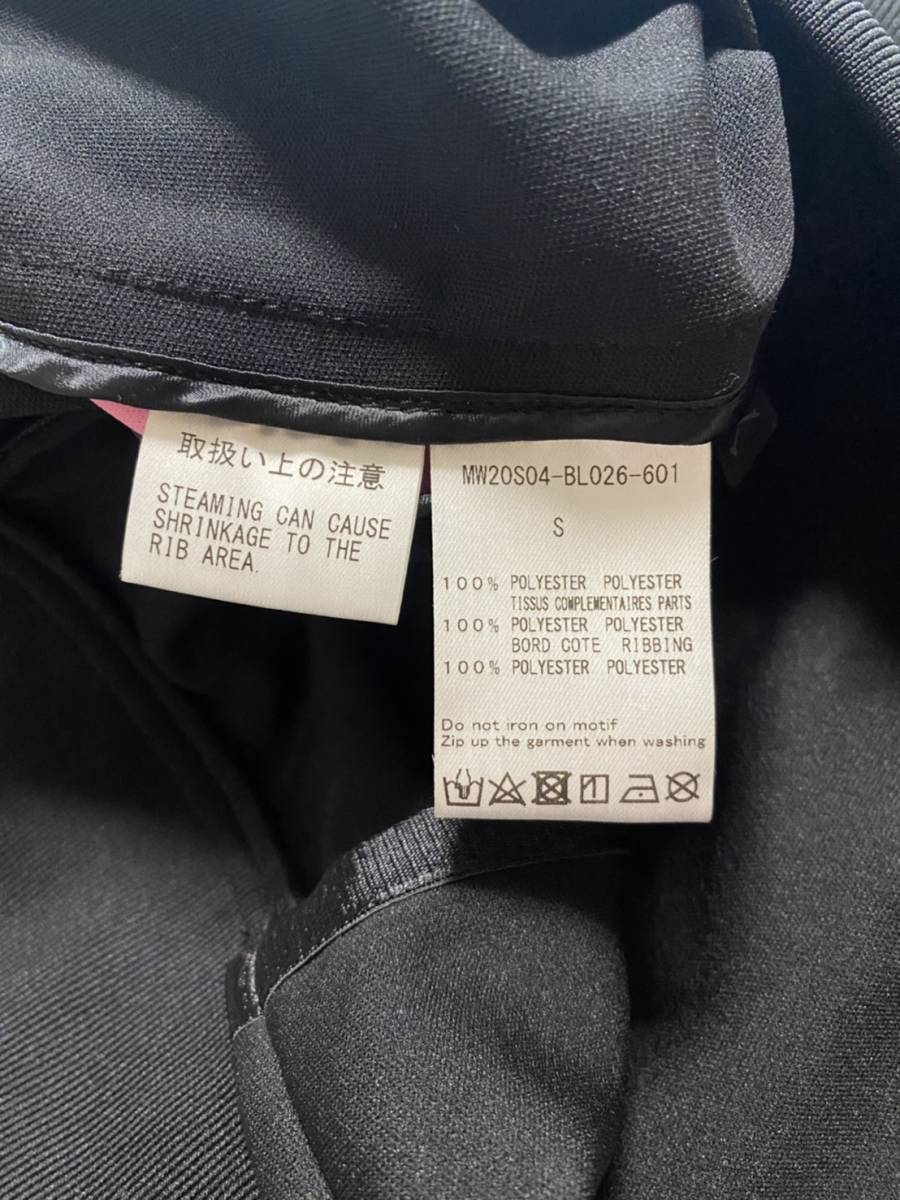 取扱い上の注意
STEAMING CAN CAUSE
SHRINKAGE TO THE
RIB AREA.
MW20S04-BL026-601
S
100% POLYESTER POLYESTER
TISSUS COMPLEMENTAIRES PARTS
100% POLYESTER POLYESTER
BORD COTE RIBBING
100% POLYESTER POLYESTER
Do not iron on motif
Zip up the garment when washing